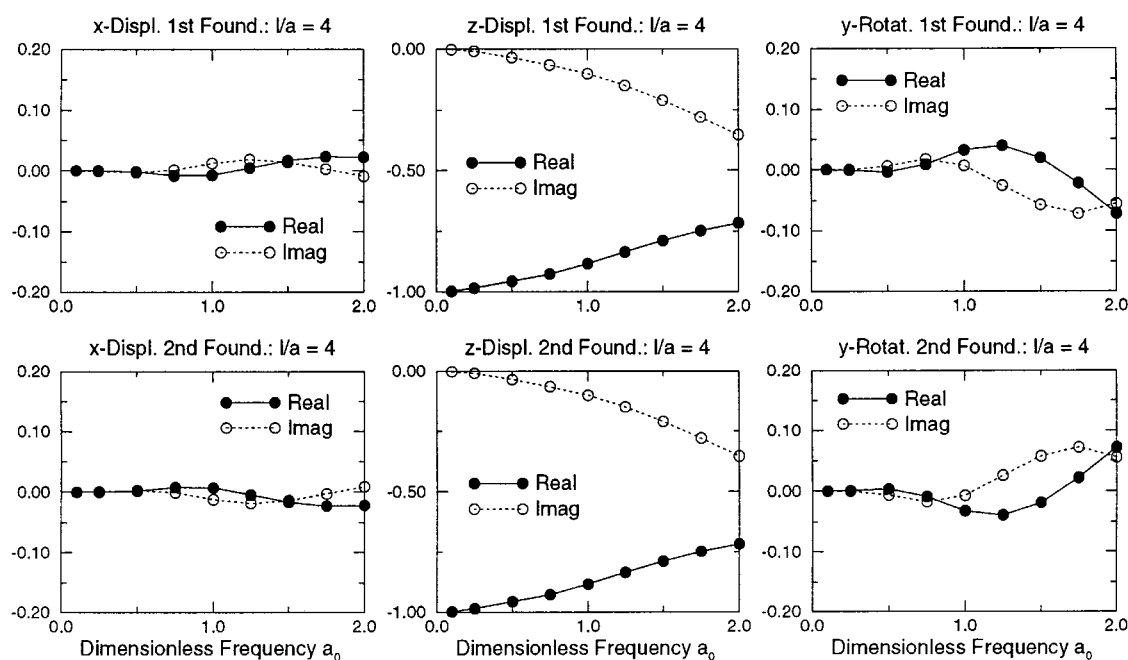 x-Displ. 1st Found.: l/a = 4
0.20
0.10
0.00
-0.10
-0.20
Real
Imag
0.0
1.0
2.0
z-Displ. 1st Found.: l/a = 4
0.00
-0.50
-1.00
Real
Imag
0.0
1.0
2.0
y-Rotat. 1st Found.: l/a = 4
0.20
0.10
0.00
-0.10
-0.20
Real
Imag
0.0
1.0
2.0
x-Displ. 2nd Found.: l/a = 4
0.20
0.10
0.00
-0.10
-0.20
Real
Imag
0.0
1.0
2.0
Dimensionless Frequency a₀
z-Displ. 2nd Found.: l/a = 4
0.00
-0.50
-1.00
Real
Imag
0.0
1.0
2.0
Dimensionless Frequency a₀
y-Rotat. 2nd Found.: l/a = 4
0.20
0.10
0.00
-0.10
-0.20
Real
Imag
0.0
1.0
2.0
Dimensionless Frequency a₀